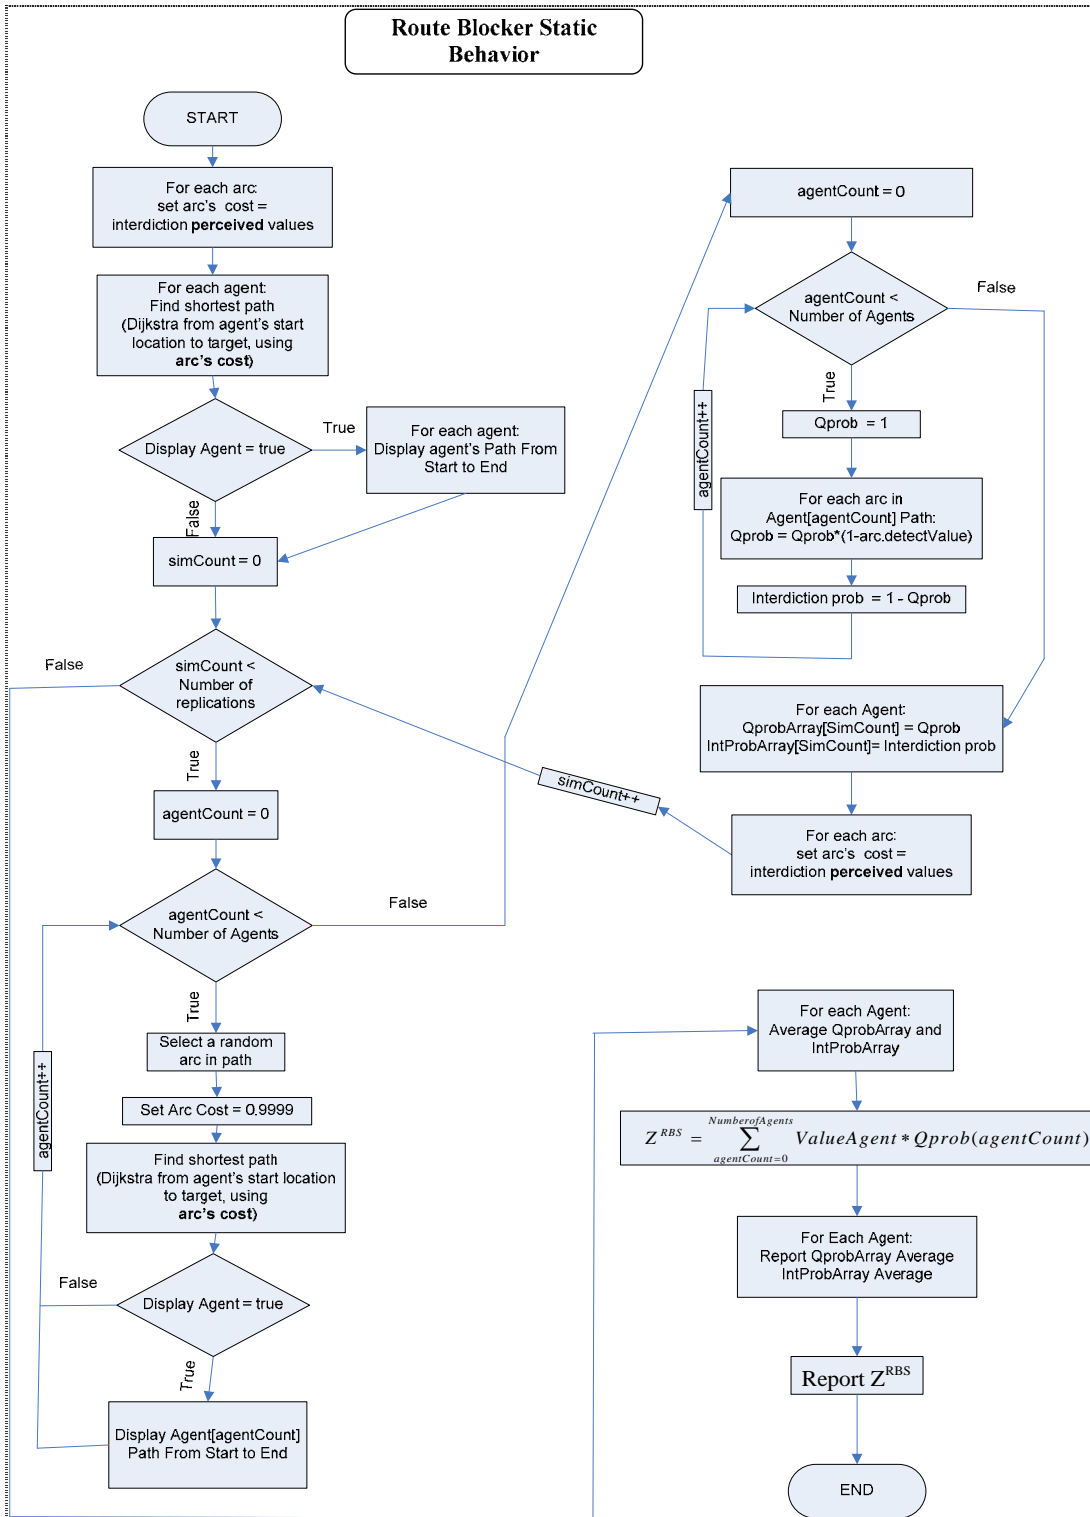 Route Blocker Static
Behavior
START
For each arc:
set arc's cost =
interdiction perceived values
For each agent:
Find shortest path
(Dijkstra from agent's start
location to target, using
arc's cost)
Display Agent = true
True
For each agent:
Display agent's Path From
Start to End
False
simCount = 0
simCount <
Number of
replications
False
True
agentCount = 0
agentCount <
Number of Agents
False
True
Select a random
arc in path
Set Arc Cost = 0.9999
Find shortest path
(Dijkstra from agent's start location
to target, using
arc's cost)
Display Agent = true
False
True
Display Agent[agentCount]
Path From Start to End
agentCount++
agentCount = 0
agentCount <
Number of Agents
False
True
Qprob = 1
For each arc in
Agent[agentCount] Path:
Qprob = Qprob*(1-arc.detectValue)
Interdiction prob = 1 - Qprob
agentCount++
For each Agent:
QprobArray[SimCount] = Qprob
IntProbArray[SimCount]= Interdiction prob
For each arc:
set arc's cost =
interdiction perceived values
simCount++
For each Agent:
Average QprobArray and
IntProbArray
Z^RBS = ∑_{agentCount=0}^{NumberofAgents} ValueAgent * Qprob(agentCount)
For Each Agent:
Report QprobArray Average
IntProbArray Average
Report Z^RBS
END